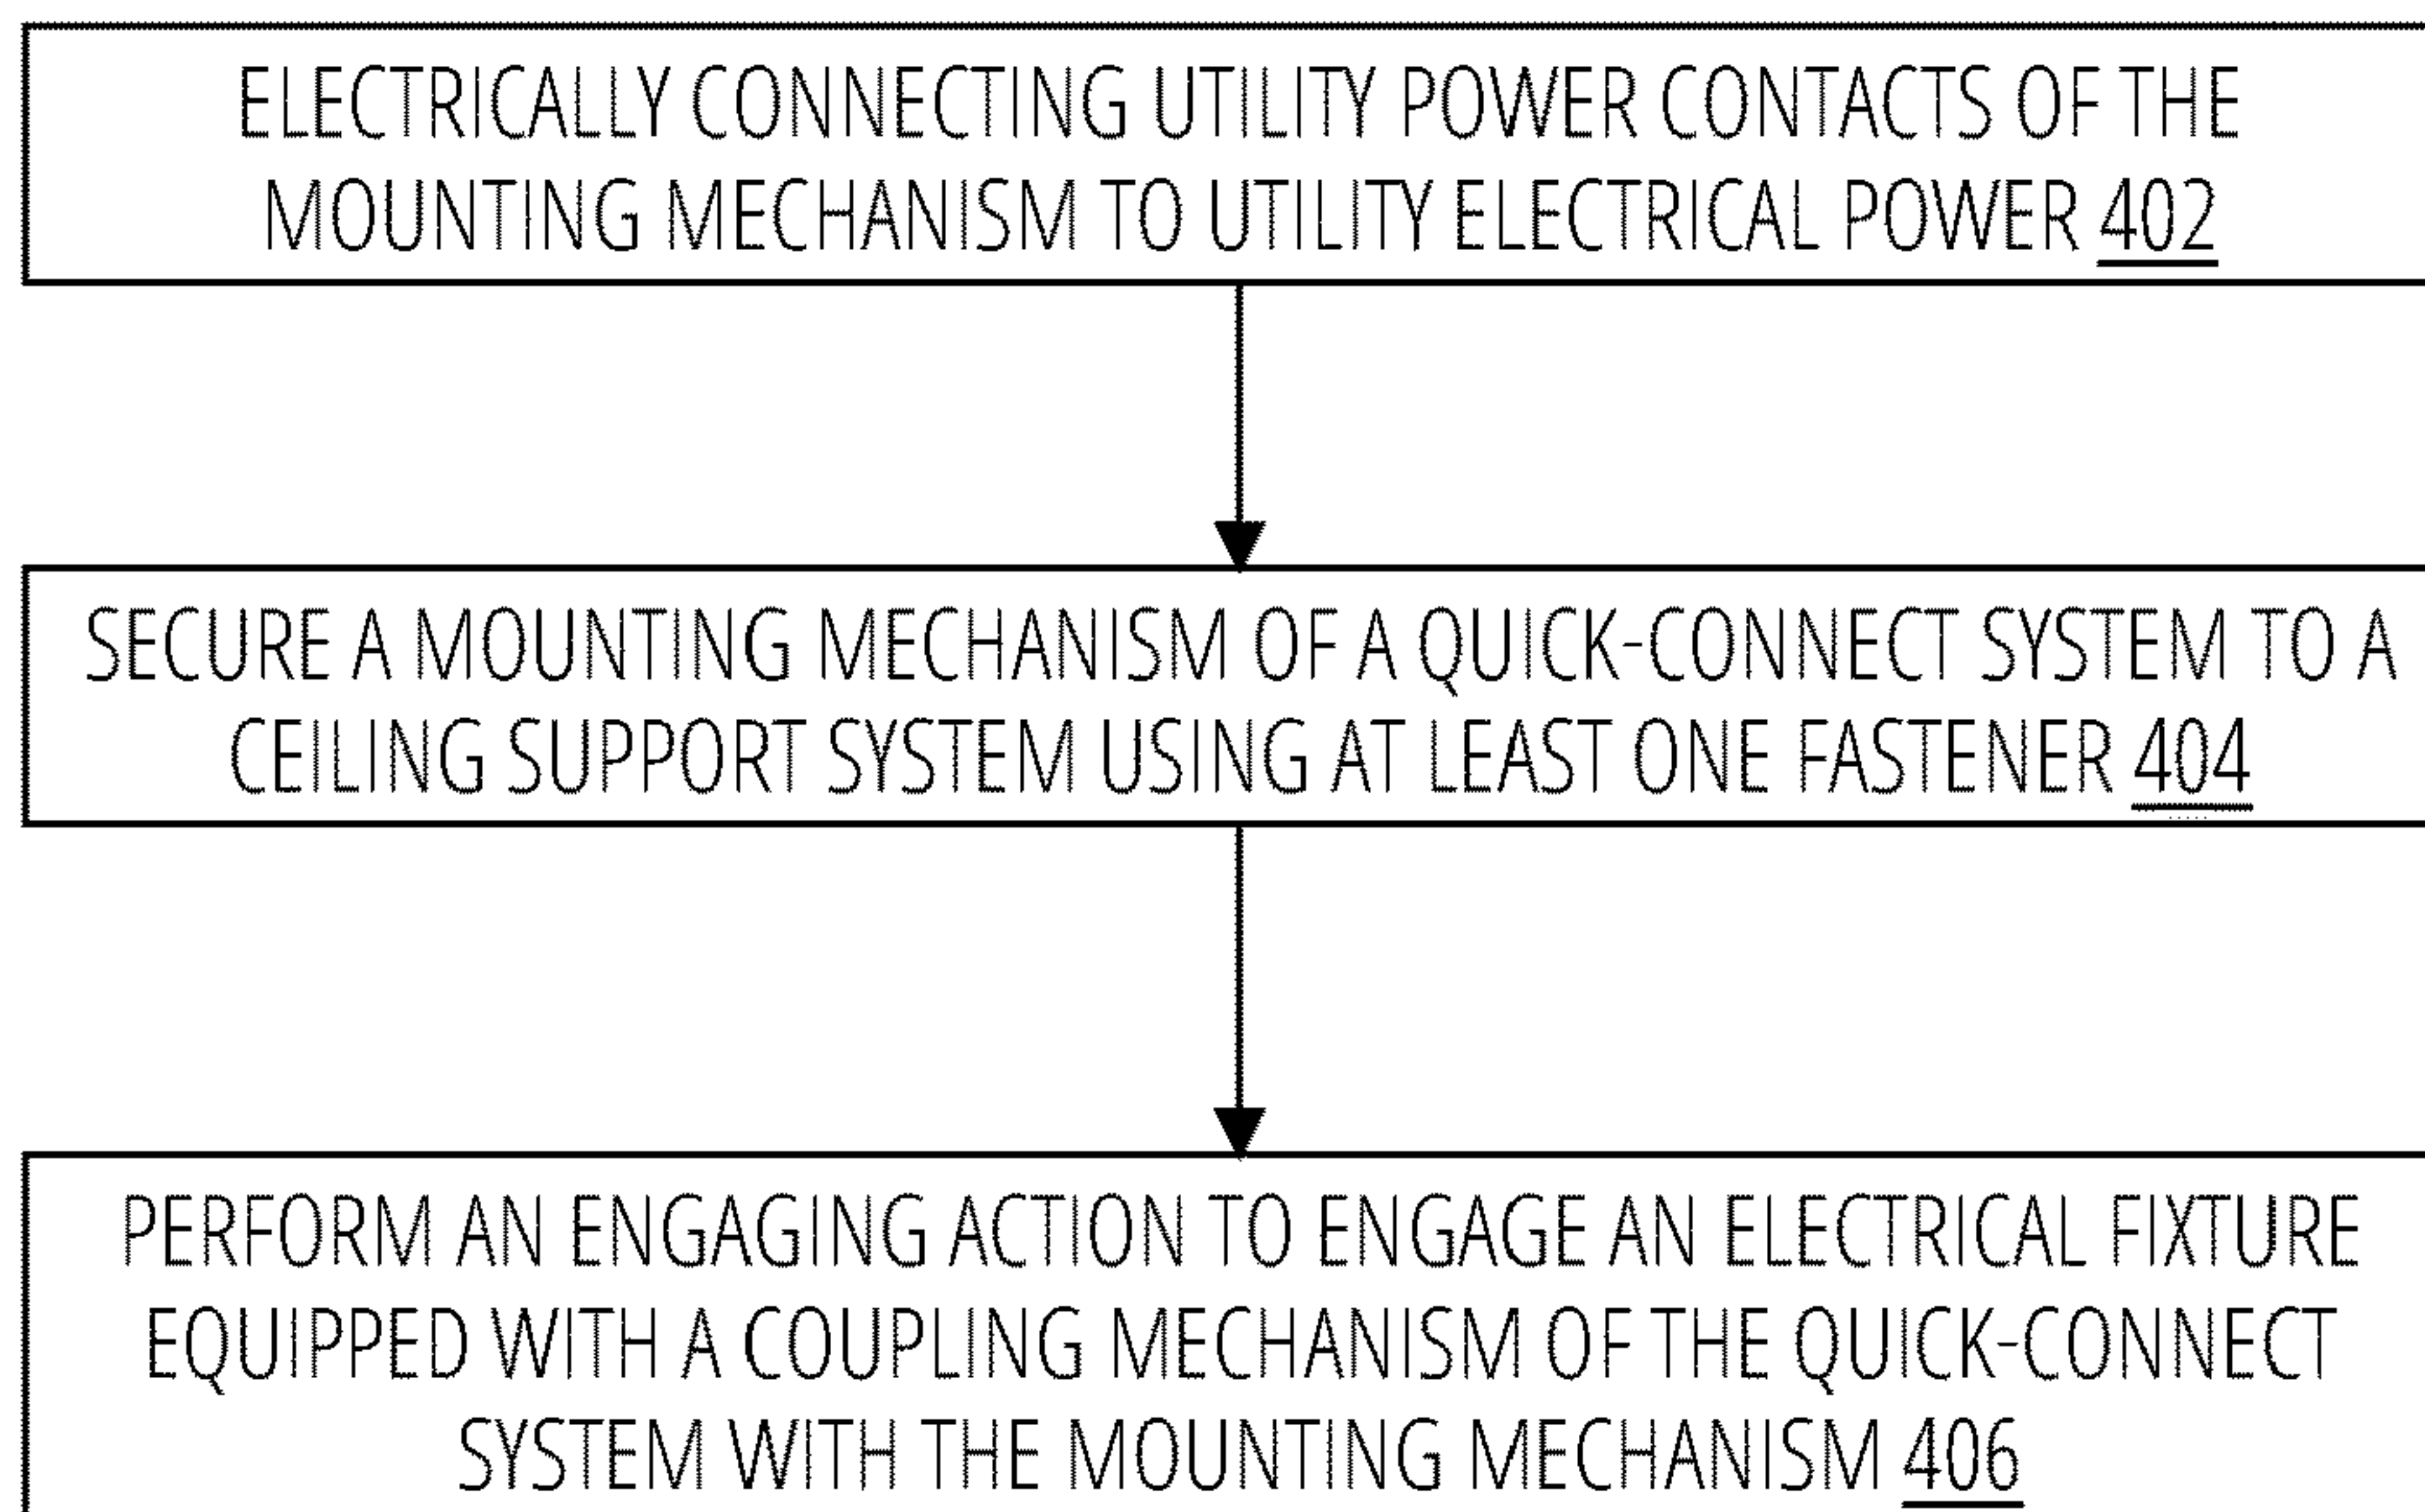 ELECTRICALLY CONNECTING UTILITY POWER CONTACTS OF THE
MOUNTING MECHANISM TO UTILITY ELECTRICAL POWER 402
SECURE A MOUNTING MECHANISM OF A QUICK-CONNECT SYSTEM TO A
CEILING SUPPORT SYSTEM USING AT LEAST ONE FASTENER 404
PERFORM AN ENGAGING ACTION TO ENGAGE AN ELECTRICAL FIXTURE
EQUIPPED WITH A COUPLING MECHANISM OF THE QUICK-CONNECT
SYSTEM WITH THE MOUNTING MECHANISM 406